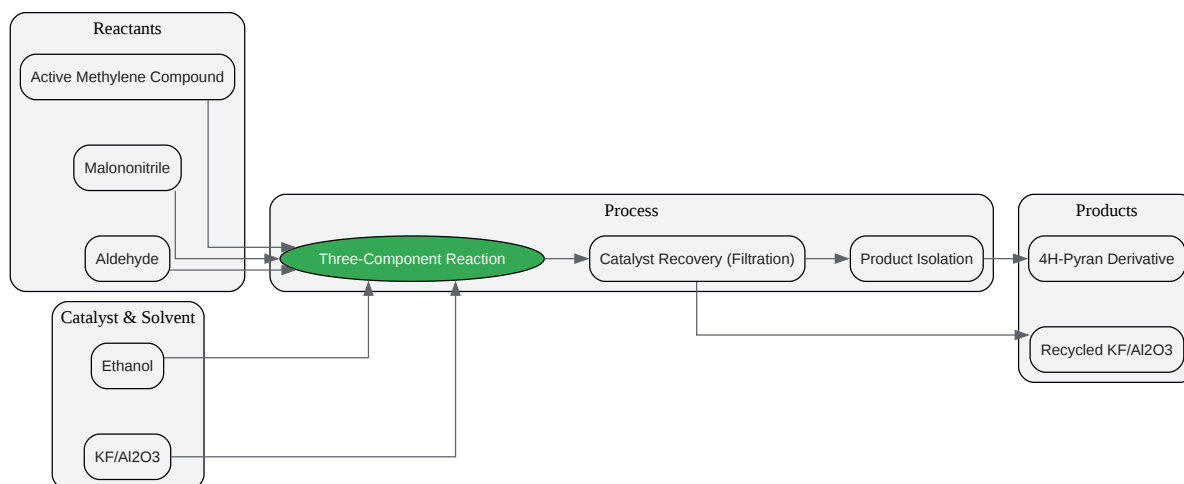 Reactants
Active Methylene Compound
Malononitrile
Aldehyde
Catalyst & Solvent
Ethanol
KF/Al2O3
Process
Three-Component Reaction
Catalyst Recovery (Filtration)
Product Isolation
Products
4H-Pyran Derivative
Recycled KF/Al2O3